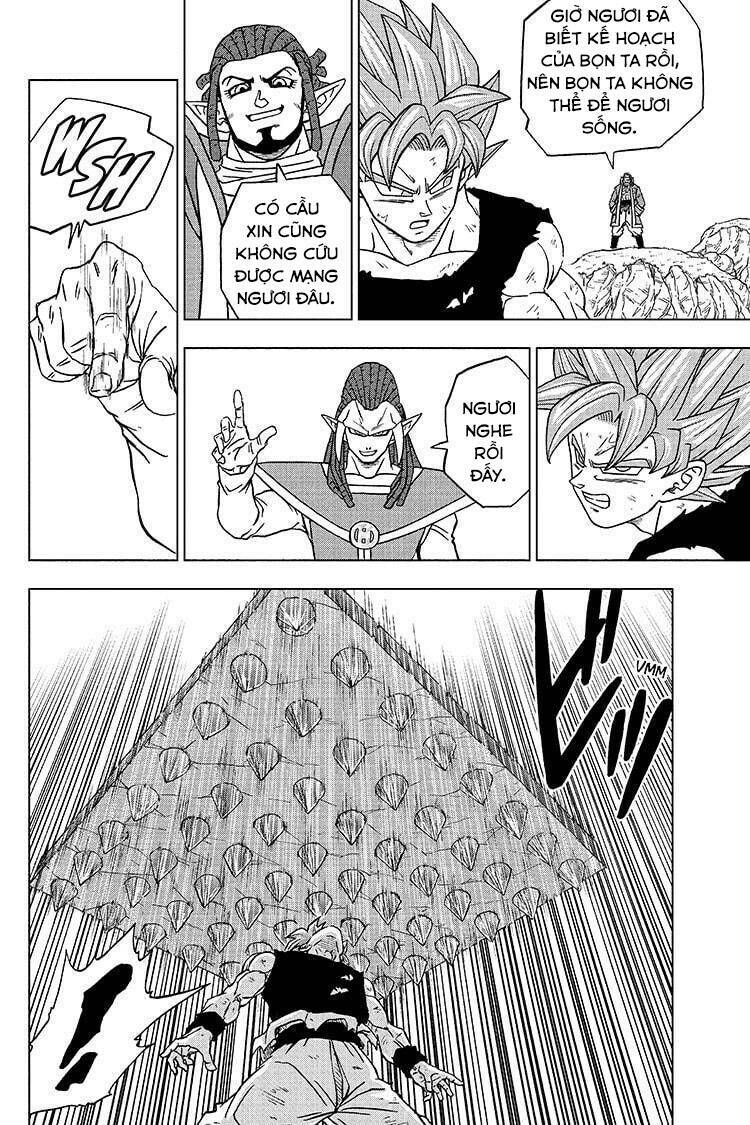 GIỜ NGƯƠI ĐÃ
BIẾT KẾ HOẠCH
CỦA BỌN TA RỒI,
NÊN BỌN TA KHÔNG
THỂ ĐỂ NGƯƠI
SỐNG.
CÓ CẦU
XIN CŨNG
KHÔNG CỨU
ĐƯỢC MẠNG
NGƯƠI ĐÂU.
WSH
NGƯƠI
NGHE
RỒI
ĐẤY.
VMM